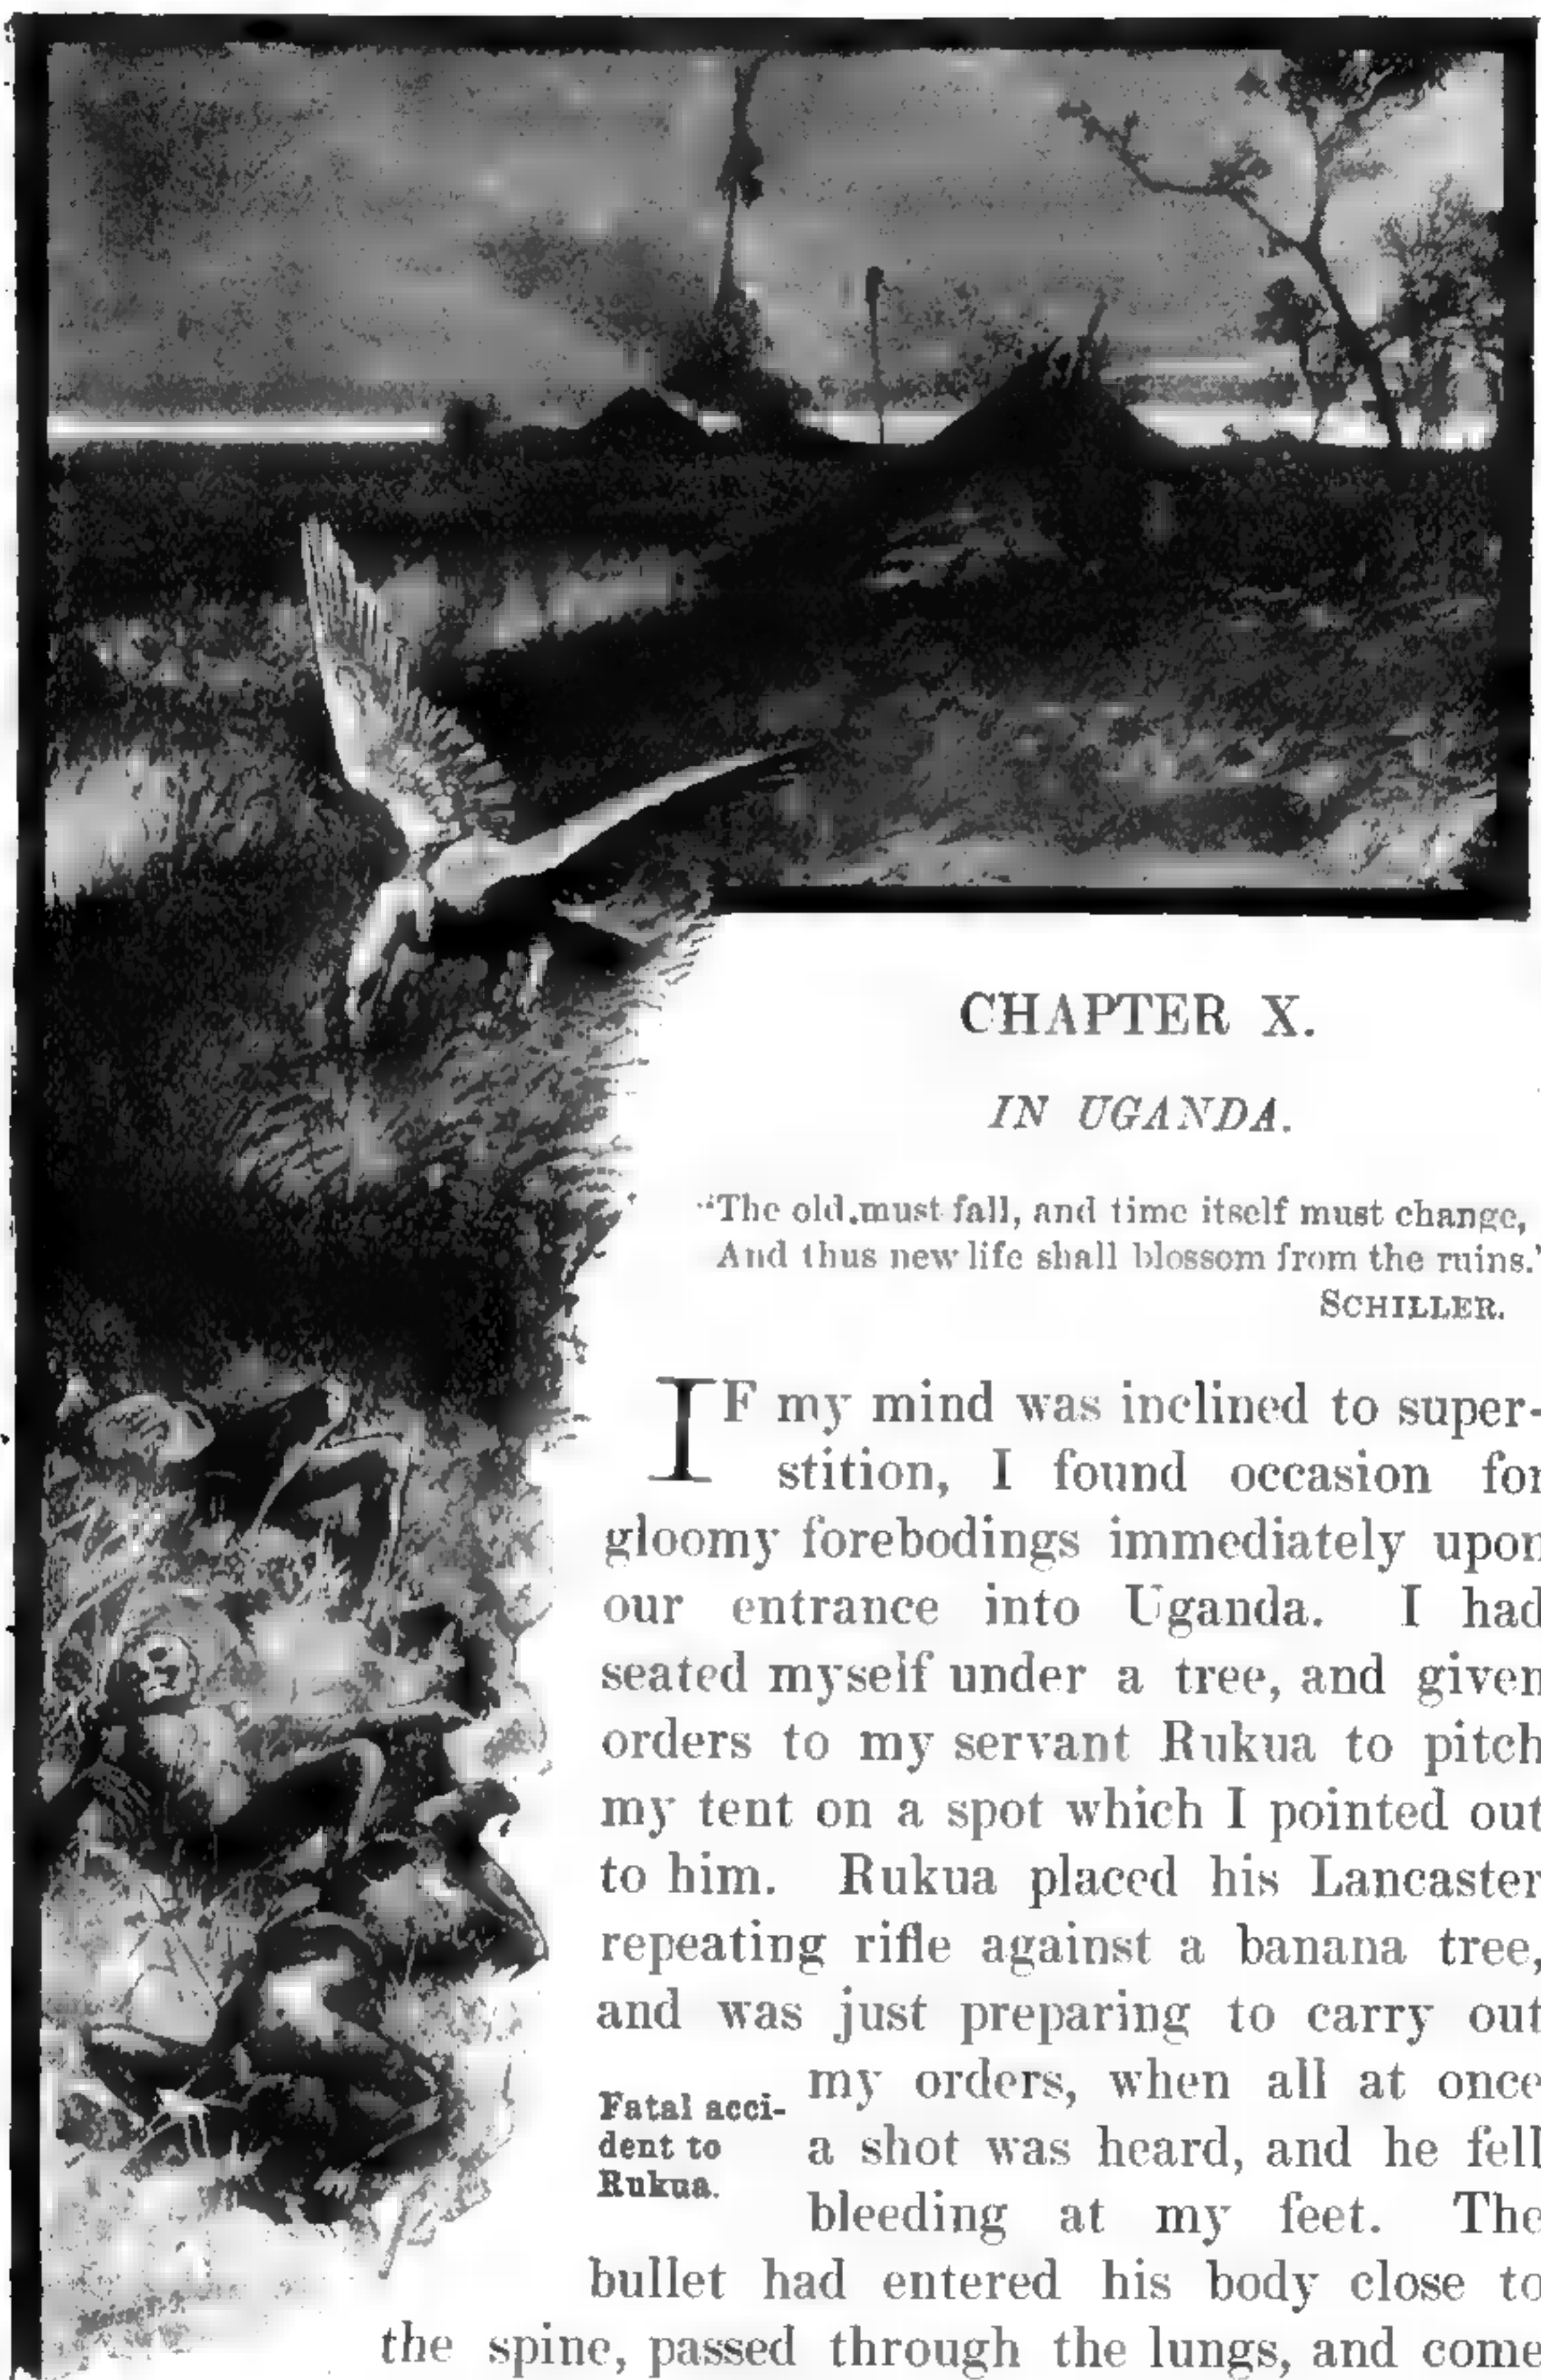 CHAPTER X.
IN UGANDA.
"The old must fall, and time itself must change,
And thus new life shall blossom from the ruins."
SCHILLER.
IF my mind was inclined to super-
stition, I found occasion for
gloomy forebodings immediately upon
our entrance into Uganda. I had
seated myself under a tree, and given
orders to my servant Rukua to pitch
my tent on a spot which I pointed out
to him. Rukua placed his Lancaster
repeating rifle against a banana tree,
and was just preparing to carry out
my orders, when all at once
Fatal acci-
dent to
Rukua.
a shot was heard, and he fell
bleeding at my feet. The
bullet had entered his body close to
the spine, passed through the lungs, and come